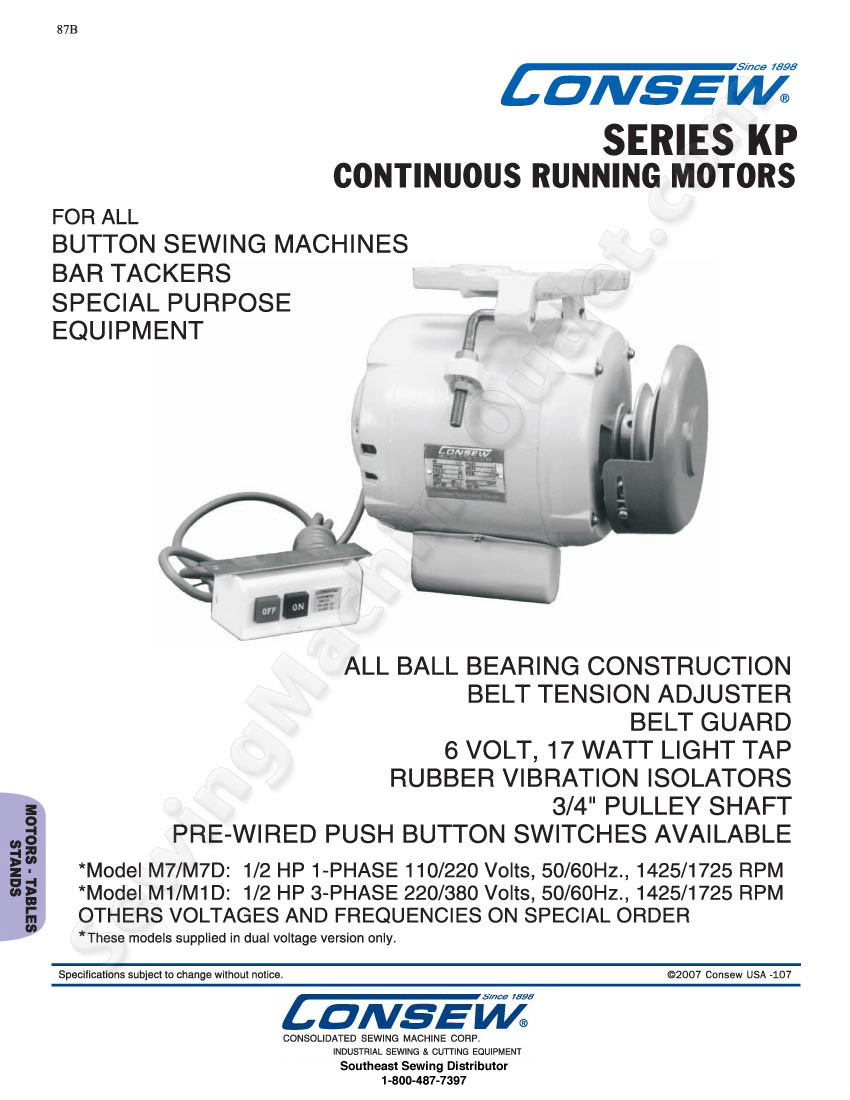 87B
Since 1898
CONSEW®
SERIES KP
CONTINUOUS RUNNING MOTORS
FOR ALL
BUTTON SEWING MACHINES
BAR TACKERS
SPECIAL PURPOSE
EQUIPMENT
SewingMachineOutlet.com
CONSEW
OFF ON
ALL BALL BEARING CONSTRUCTION
BELT TENSION ADJUSTER
BELT GUARD
6 VOLT, 17 WATT LIGHT TAP
RUBBER VIBRATION ISOLATORS
3/4" PULLEY SHAFT
PRE-WIRED PUSH BUTTON SWITCHES AVAILABLE
MOTORS - TABLES
STANDS
*Model M7/M7D: 1/2 HP 1-PHASE 110/220 Volts, 50/60Hz., 1425/1725 RPM
*Model M1/M1D: 1/2 HP 3-PHASE 220/380 Volts, 50/60Hz., 1425/1725 RPM
OTHERS VOLTAGES AND FREQUENCIES ON SPECIAL ORDER
*These models supplied in dual voltage version only.
Specifications subject to change without notice.
©2007 Consew USA -107
Since 1898
CONSEW®
CONSOLIDATED SEWING MACHINE CORP.
INDUSTRIAL SEWING & CUTTING EQUIPMENT
Southeast Sewing Distributor
1-800-487-7397